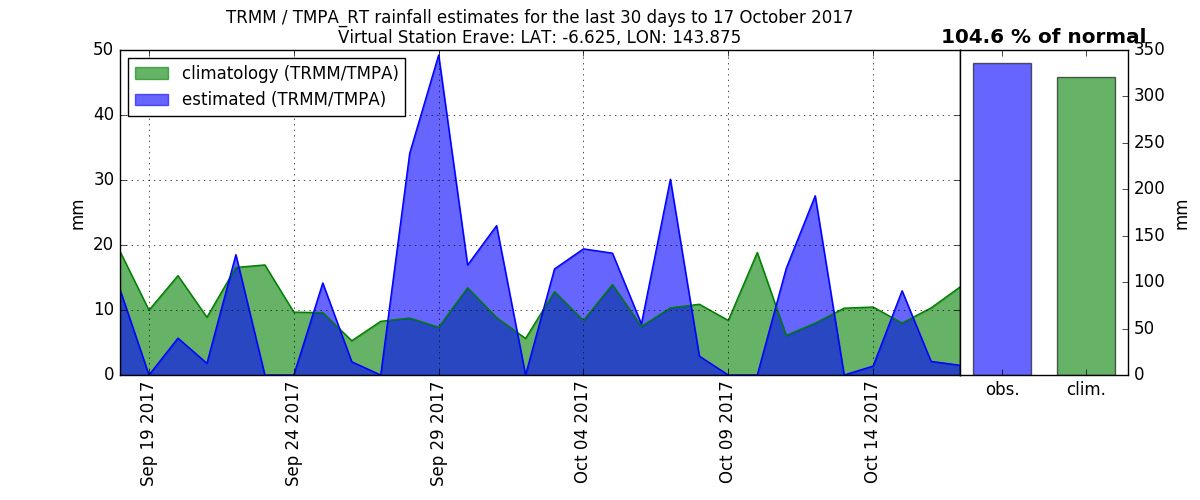 TRMM / TMPA_RT rainfall estimates for the last 30 days to 17 October 2017
Virtual Station Erave: LAT: -6.625, LON: 143.875
104.6 % of normal
climatology (TRMM/TMPA)
estimated (TRMM/TMPA)
mm
50
40
30
20
10
0
Sep 19 2017
Sep 24 2017
Sep 29 2017
Oct 04 2017
Oct 09 2017
Oct 14 2017
350
300
250
200
150
100
50
0
mm
obs.
clim.